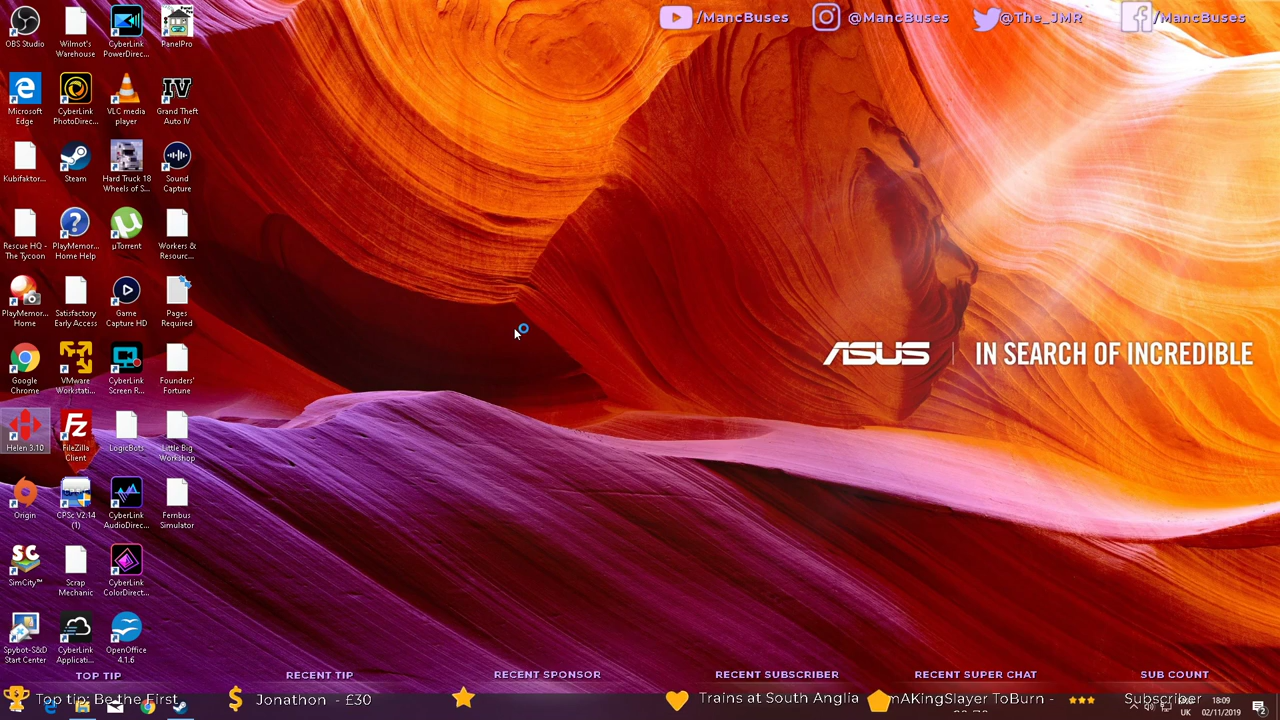 /MancBuses
@MancBuses
@The_JMR
/MancBuses
OBS Studio
Wilmot's
Warehouse
CyberLink
PowerDirec...
PanelPro
Microsoft
Edge
CyberLink
PhotoDirec...
VLC media
player
IV
Grand Theft
Auto IV
Kubifaktor...
Steam
Hard Truck 18
Wheels of S...
Sound
Capture
Rescue HQ -
The Tycoon
PlayMemor...
Home Help
µTorrent
Workers &
Resourc...
PlayMemor...
Home
Satisfactory
Early Access
Game
Capture HD
Pages
Required
Google
Chrome
VMware
Workstati...
CyberLink
Screen R...
Founders'
Fortune
ASUS
IN SEARCH OF INCREDIBLE
Helen 3.10
Fz
FileZilla
Client
LogicBots
Little Big
Workshop
Origin
CPSc V2.14
(1)
CyberLink
AudioDirec...
Fernbus
Simulator
SC
SimCity™
Scrap
Mechanic
CyberLink
ColorDirect...
Spybot-S&D
Start Center
CyberLink
Applicati...
OpenOffice
4.1.6
TOP TIP
RECENT TIP
RECENT SPONSOR
RECENT SUBSCRIBER
RECENT SUPER CHAT
SUB COUNT
Top tip: Be the First
Jonathon - £30
Trains at South Anglia
mAKingSlayer ToBurn -
Subscriber
UK
18:09
02/11/2019
2